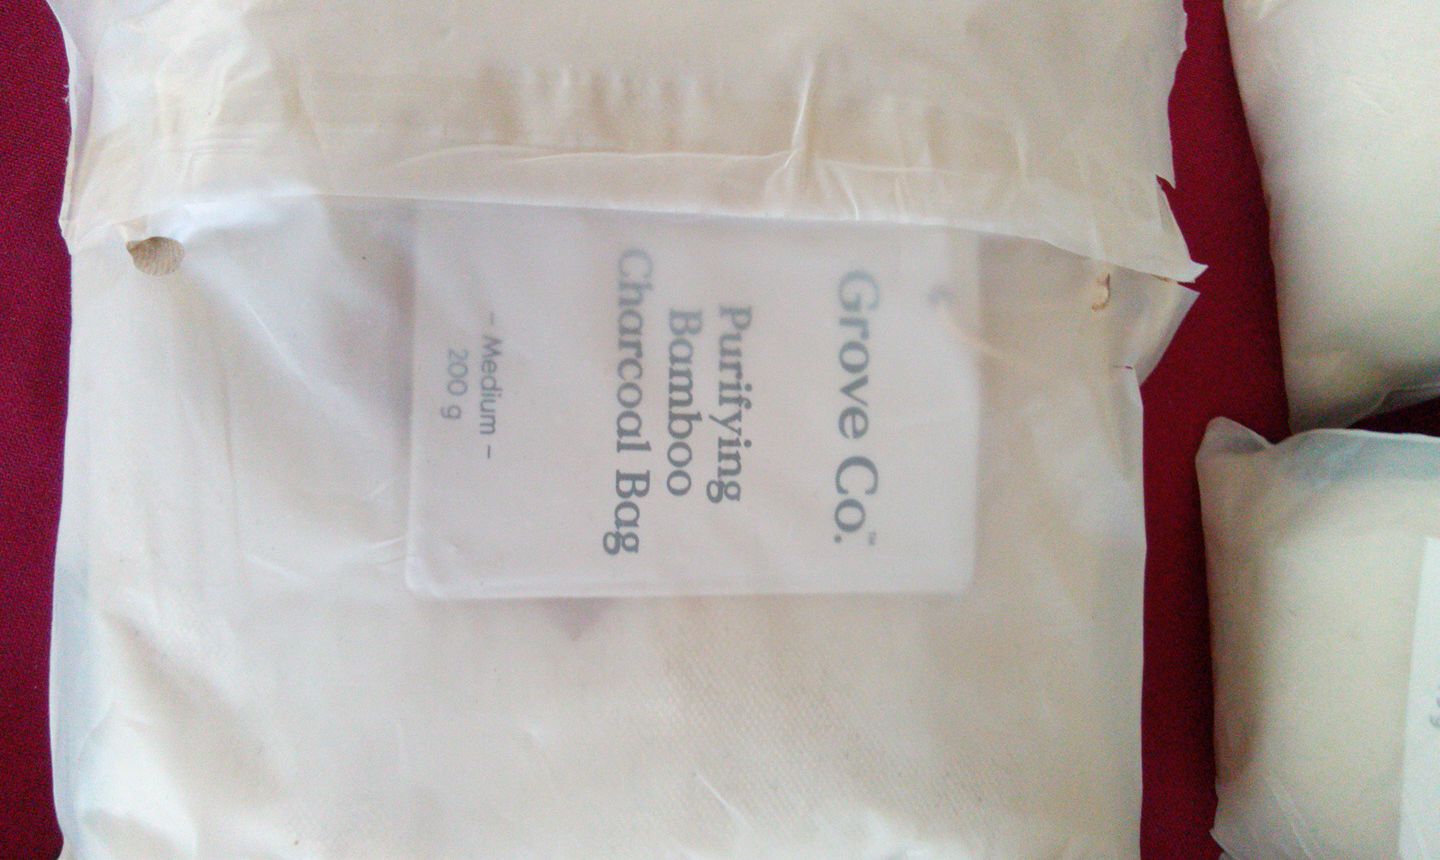 Grove Co.™
Purifying
Bamboo
Charcoal Bag
- Medium -
200 g